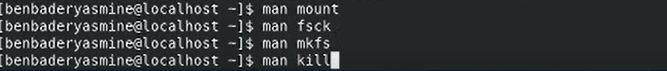 [benbaderyasmine@localhost ~]$ man mount
[benbaderyasmine@localhost ~]$ man fsck
[benbaderyasmine@localhost ~]$ man mkfs
[benbaderyasmine@localhost ~]$ man kill